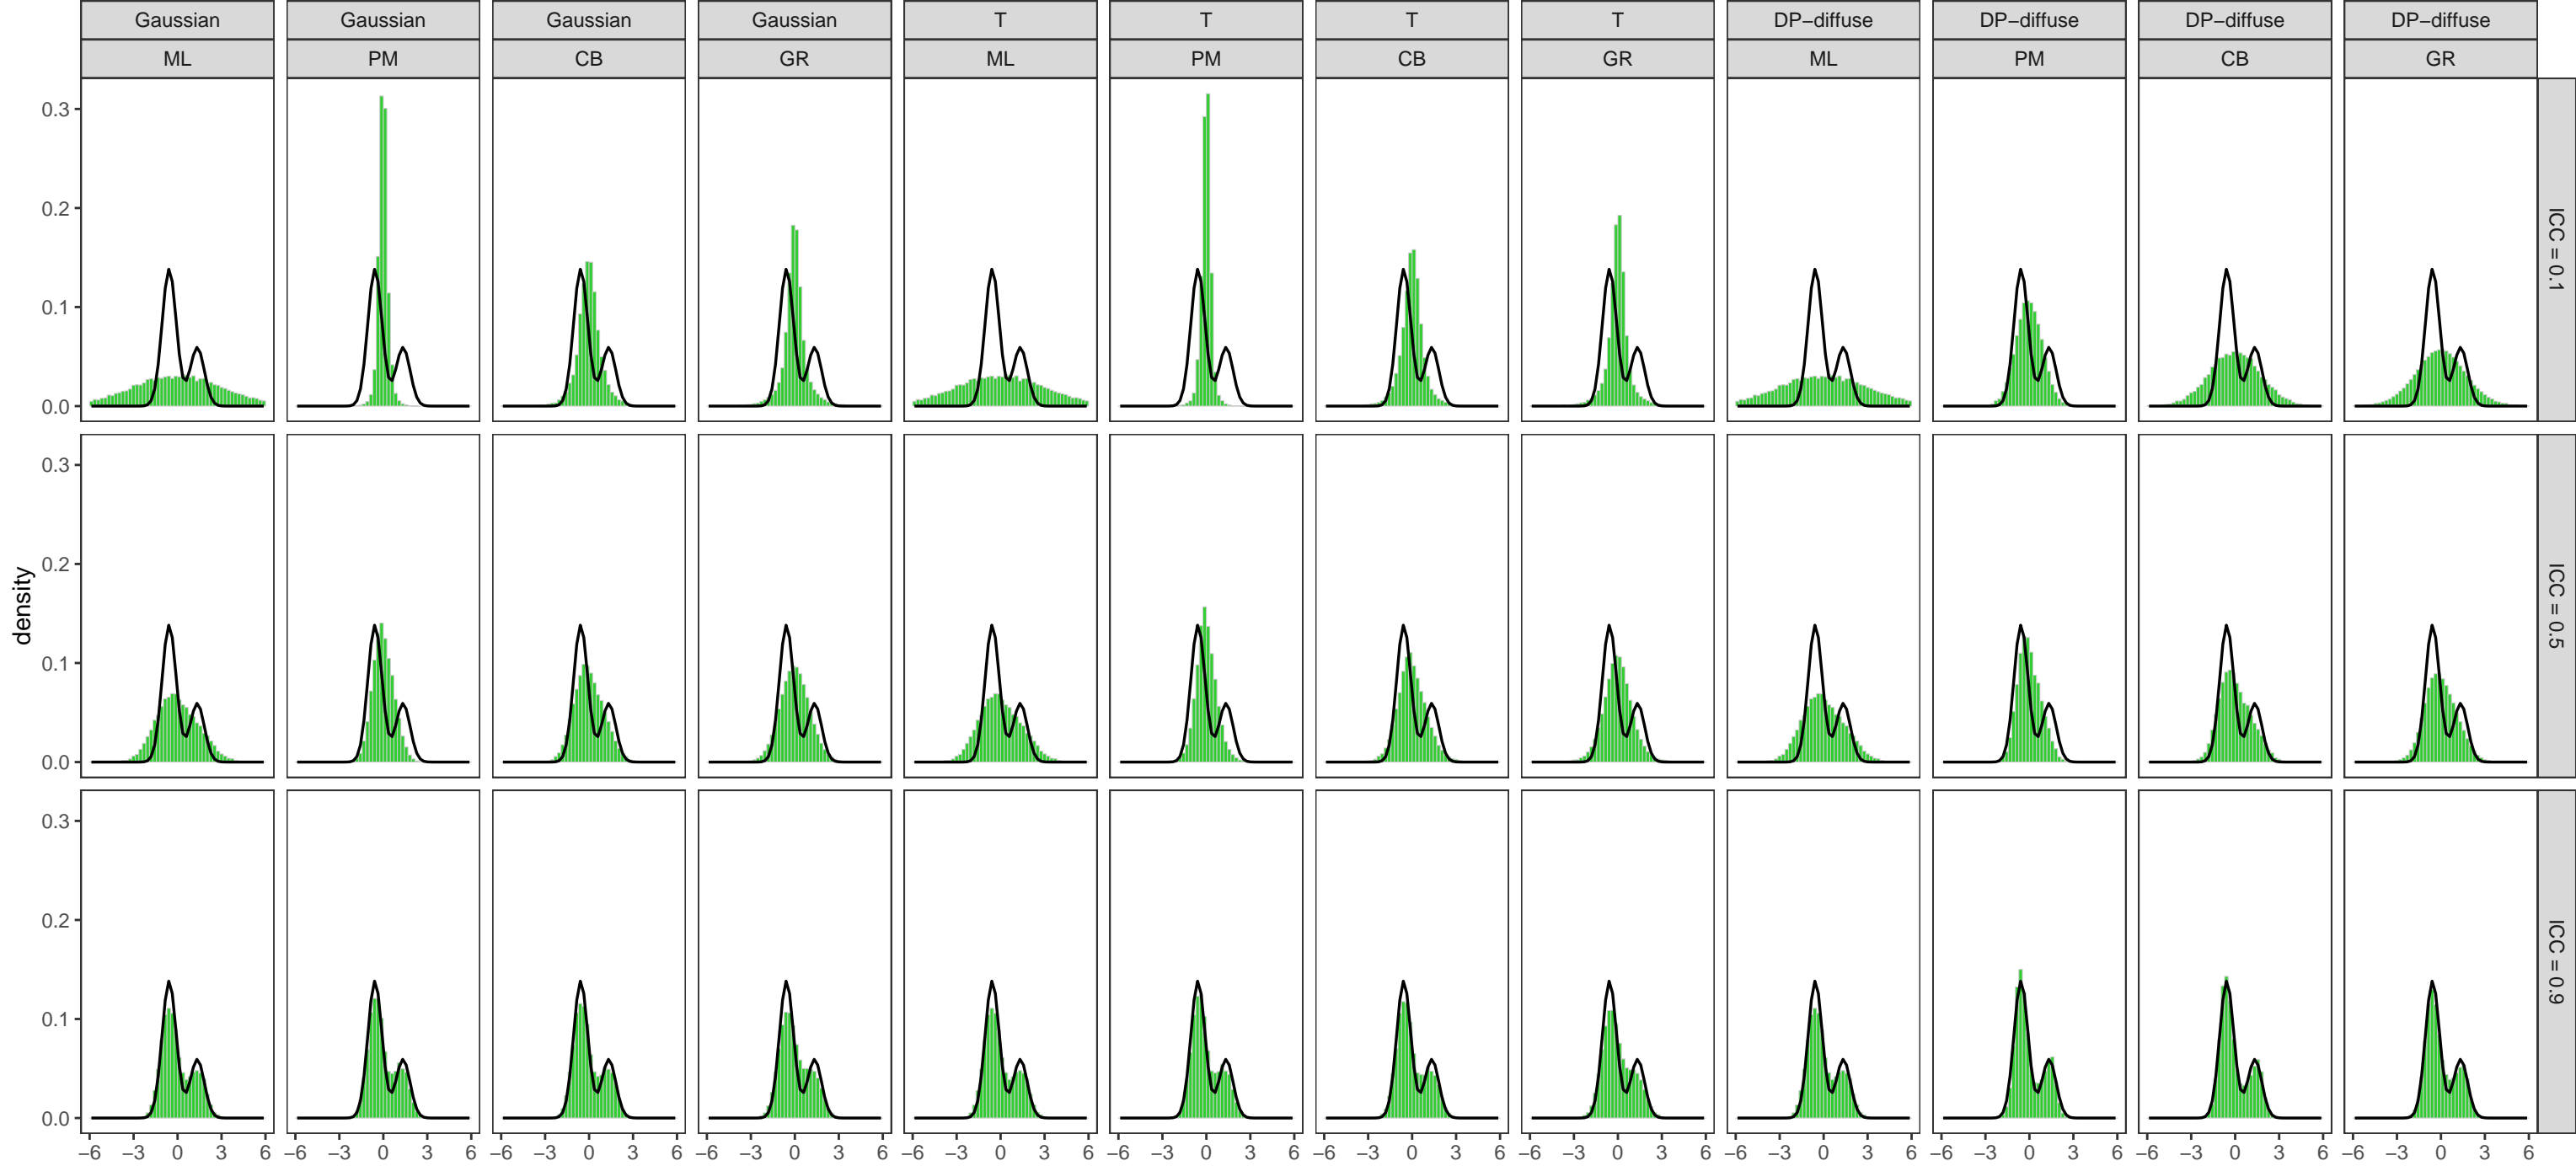 Gaussian Gaussian Gaussian Gaussian T T T T DP−diffuse DP−diffuse DP−diffuse DP−diffuse
ML PM CB GR ML PM CB GR ML PM CB GR
0.3
0.2
0.1
0.0
ICC = 0.1
0.3
0.2
0.1
0.0
ICC = 0.5
density
0.3
0.2
0.1
0.0
ICC = 0.9
−6 −3 0 3 6 −6 −3 0 3 6 −6 −3 0 3 6 −6 −3 0 3 6 −6 −3 0 3 6 −6 −3 0 3 6 −6 −3 0 3 6 −6 −3 0 3 6 −6 −3 0 3 6 −6 −3 0 3 6 −6 −3 0 3 6 −6 −3 0 3 6